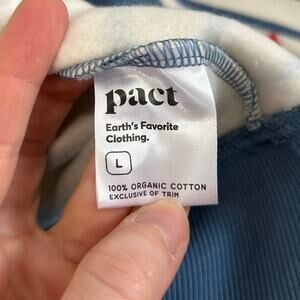 pact
Earth's Favorite
Clothing.
L
100% ORGANIC COTTON
EXCLUSIVE OF TRIM